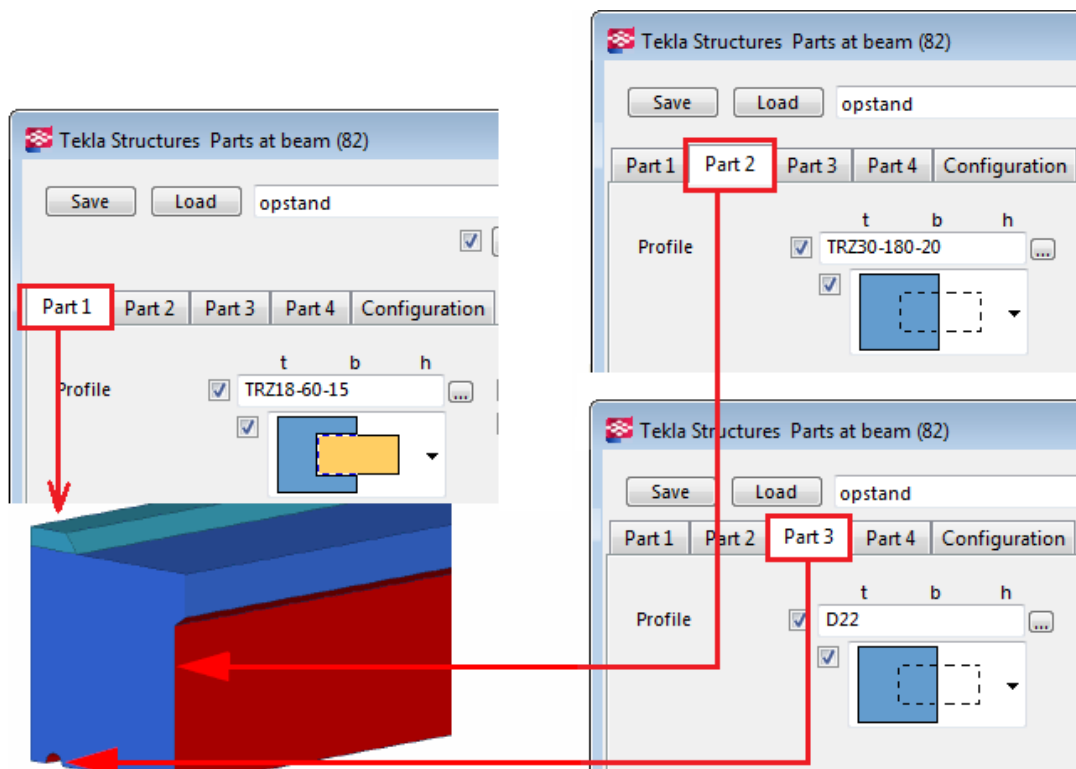 Tekla Structures Parts at beam (82)
Save Load opstand
Part 1 Part 2 Part 3 Part 4 Configuration
t b h
Profile TRZ18-60-15 ...
Tekla Structures Parts at beam (82)
Save Load opstand
Part 1 Part 2 Part 3 Part 4 Configuration
t b h
Profile TRZ30-180-20 ...
Tekla Structures Parts at beam (82)
Save Load opstand
Part 1 Part 2 Part 3 Part 4 Configuration
t b h
Profile D22 ...